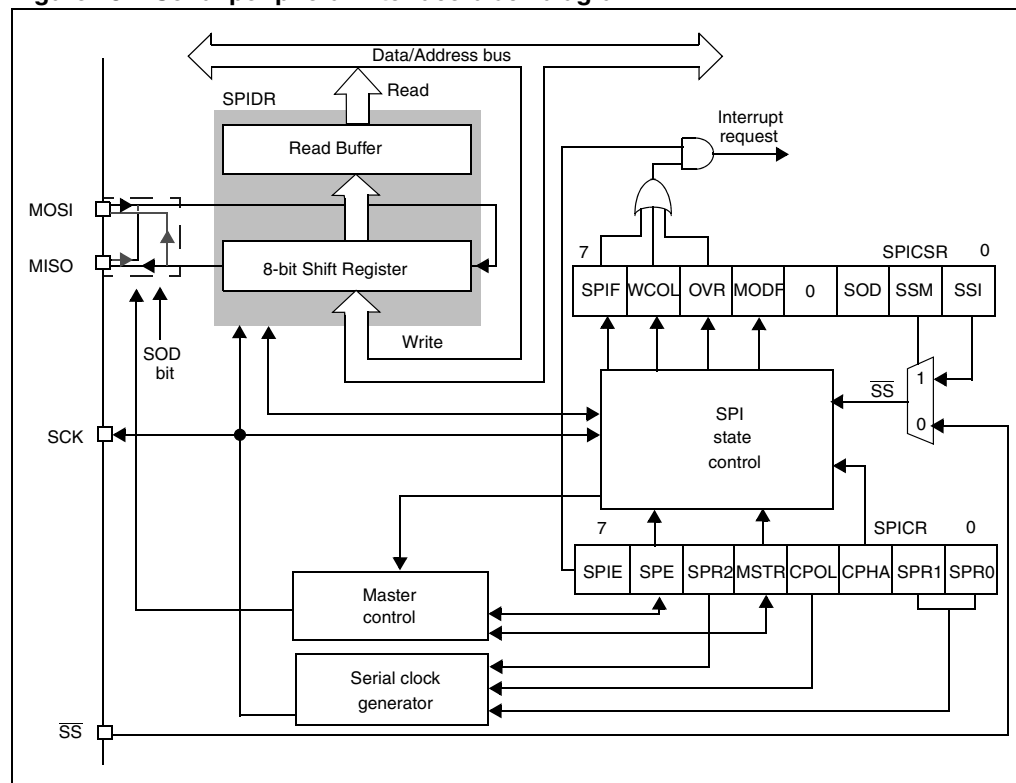 Data/Address bus
SPIDR
Read
Interrupt
request
Read Buffer
MOSI
MISO
8-bit Shift Register
7
SPICSR
0
SPIF WCOL OVR MODF 0 SOD SSM SSI
Write
SOD
bit
1
SS
0
SCK
SPI
state
control
7
SPICR
0
SPIE SPE SPR2 MSTR CPOL CPHA SPR1 SPR0
Master
control
Serial clock
generator
SS